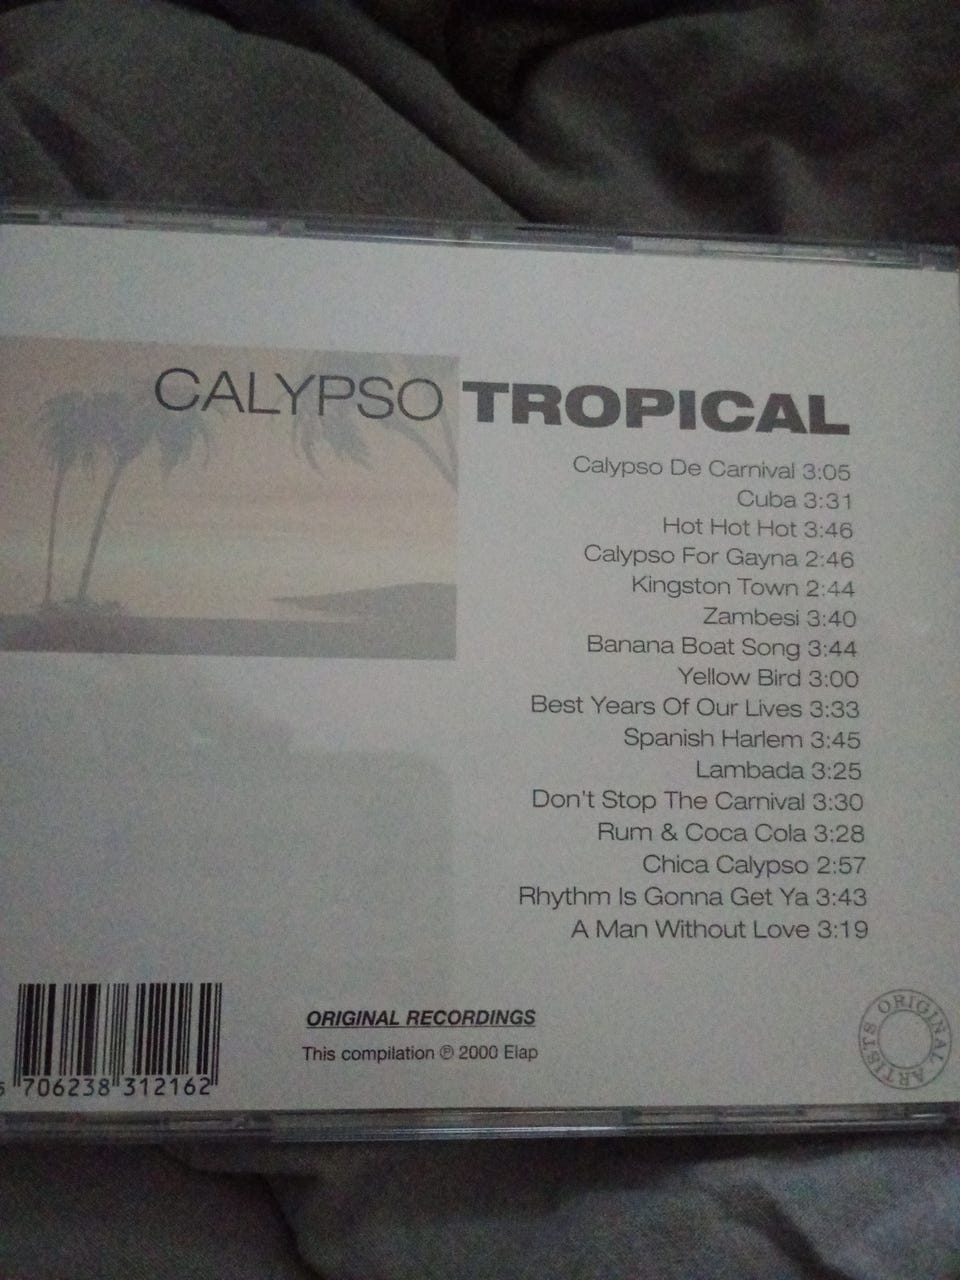 CALYPSO TROPICAL
Calypso De Carnival 3:05
Cuba 3:31
Hot Hot Hot 3:46
Calypso For Gayna 2:46
Kingston Town 2:44
Zambesi 3:40
Banana Boat Song 3:44
Yellow Bird 3:00
Best Years Of Our Lives 3:33
Spanish Harlem 3:45
Lambada 3:25
Don't Stop The Carnival 3:30
Rum & Coca Cola 3:28
Chica Calypso 2:57
Rhythm Is Gonna Get Ya 3:43
A Man Without Love 3:19
ORIGINAL RECORDINGS
This compilation ℗ 2000 Elap
5 706238 312162
ORIGINAL ARTISTS